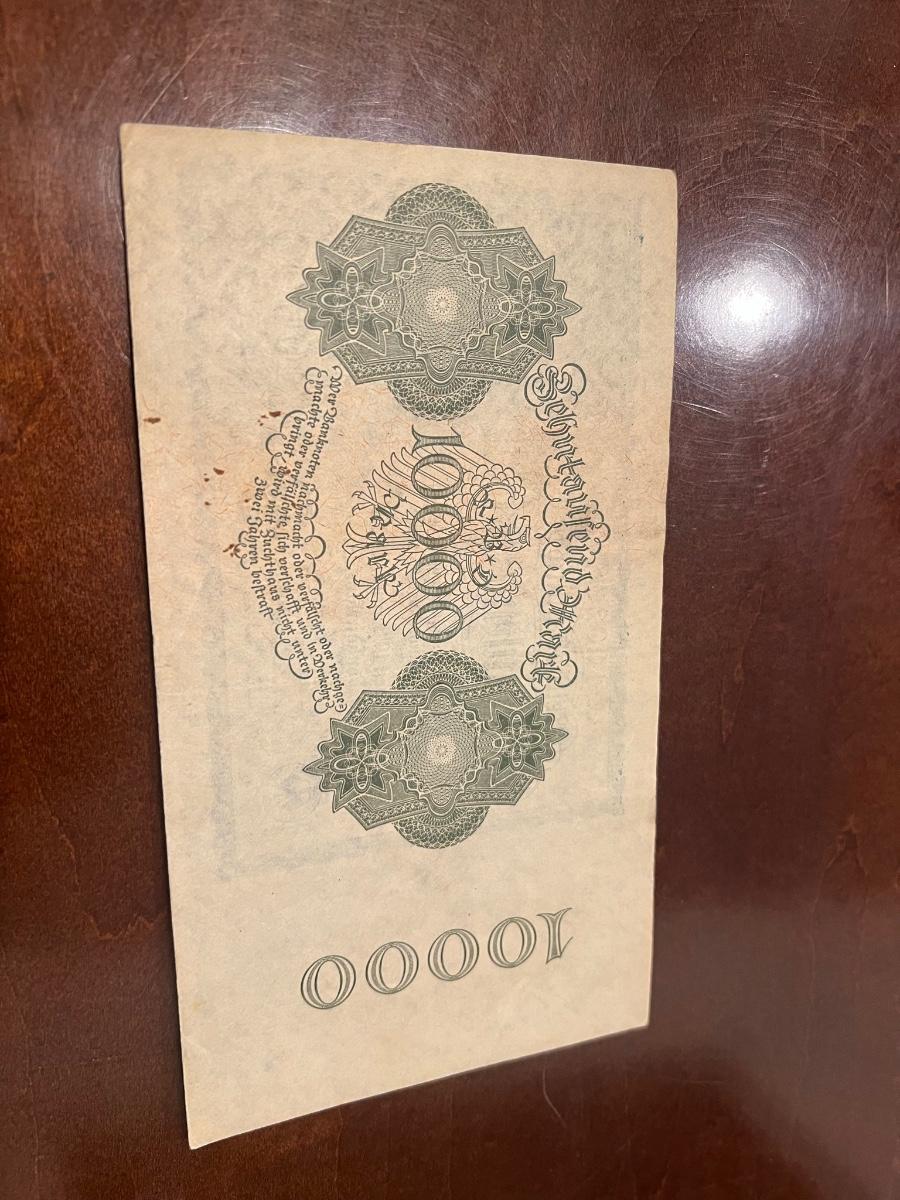 Zehntausend Mark
10000
Mark
Wer Banknoten nachmacht oder verfälscht oder nachge=
machte oder verfälschte sich verschafft und in Verkehr
bringt, wird mit Zuchthaus nicht unter
zwei Jahren bestraft
10000